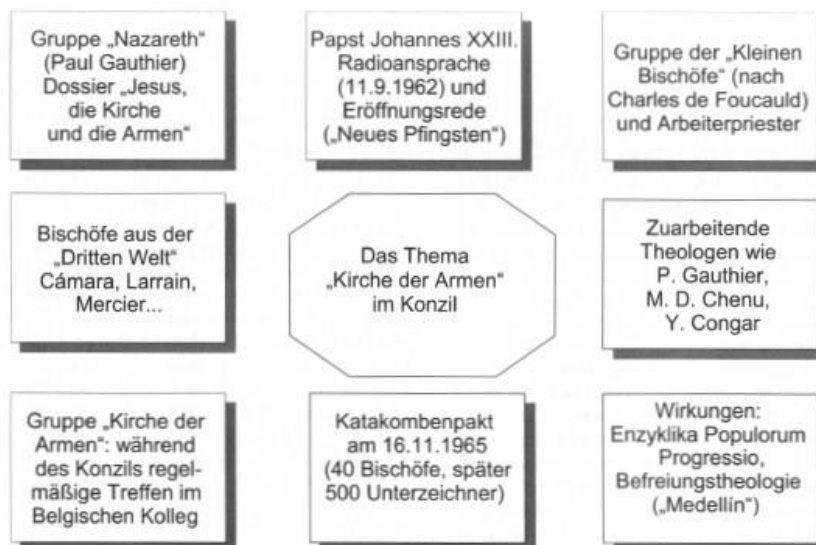 Gruppe „Nazareth“
(Paul Gauthier)
Dossier „Jesus,
die Kirche
und die Armen“
Papst Johannes XXIII.
Radioansprache
(11.9.1962) und
Eröffnungsrede
(„Neues Pfingsten“)
Gruppe der „Kleinen
Bischöfe“ (nach
Charles de Foucauld)
und Arbeiterpriester
Bischöfe aus der
„Dritten Welt“
Cámara, Larrain,
Mercier...
Das Thema
„Kirche der Armen“
im Konzil
Zuarbeitende
Theologen wie
P. Gauthier,
M. D. Chenu,
Y. Congar
Gruppe „Kirche der
Armen“: während
des Konzils regel-
mäßige Treffen im
Belgischen Kolleg
Katakombenpakt
am 16.11.1965
(40 Bischöfe, später
500 Unterzeichner)
Wirkungen:
Enzyklika Populorum
Progressio,
Befreiungstheologie
(„Medellín“)